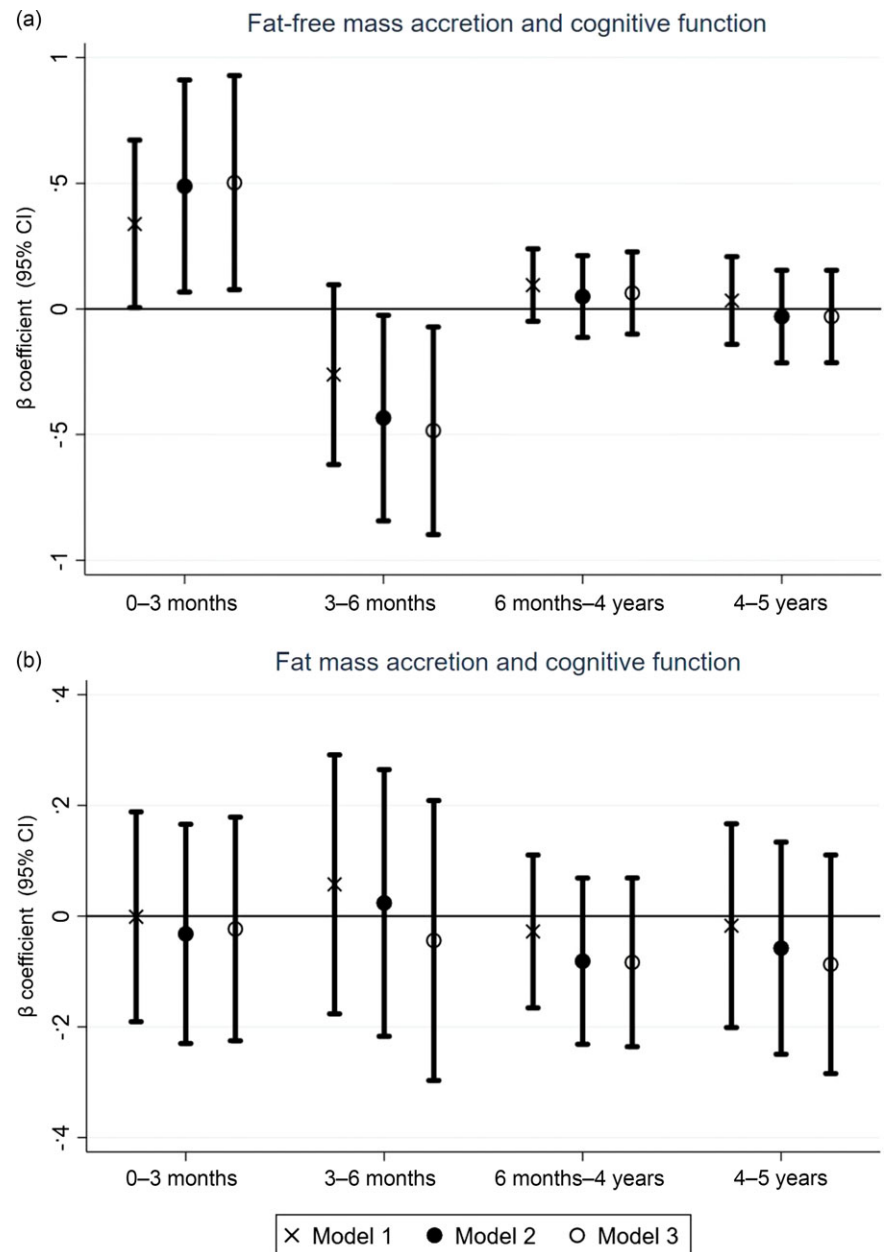 (a)
Fat-free mass accretion and cognitive function
β coefficient (95% CI)
1
·5
0
-·5
-1
0–3 months 3–6 months 6 months–4 years 4–5 years
(b)
Fat mass accretion and cognitive function
β coefficient (95% CI)
·4
·2
0
-·2
-·4
0–3 months 3–6 months 6 months–4 years 4–5 years
Model 1 Model 2 Model 3